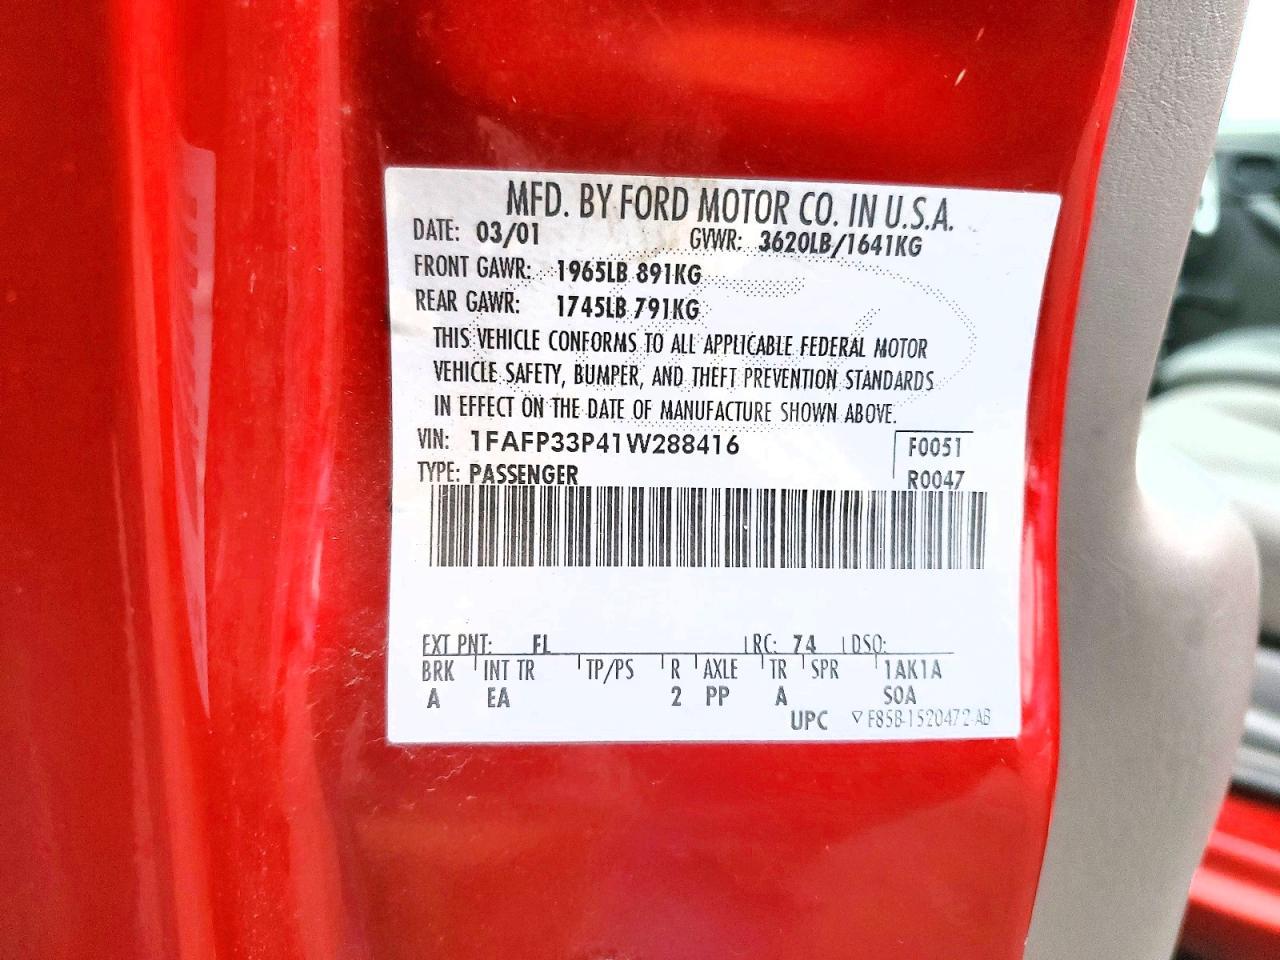 MFD. BY FORD MOTOR CO. IN U.S.A.
DATE: 03/01 GVWR: 3620LB/1641KG
FRONT GAWR: 1965LB 891KG
REAR GAWR: 1745LB 791KG
THIS VEHICLE CONFORMS TO ALL APPLICABLE FEDERAL MOTOR
VEHICLE SAFETY, BUMPER, AND THEFT PREVENTION STANDARDS
IN EFFECT ON THE DATE OF MANUFACTURE SHOWN ABOVE.
VIN: 1FAFP33P41W288416 F0051
TYPE: PASSENGER R0047
EXT PNT: FL RC: 74 DSO:
BRK INT TR TP/PS R AXLE TR SPR 1AK1A
A EA 2 PP A S0A
UPC ▽ F85B-1520472-AB